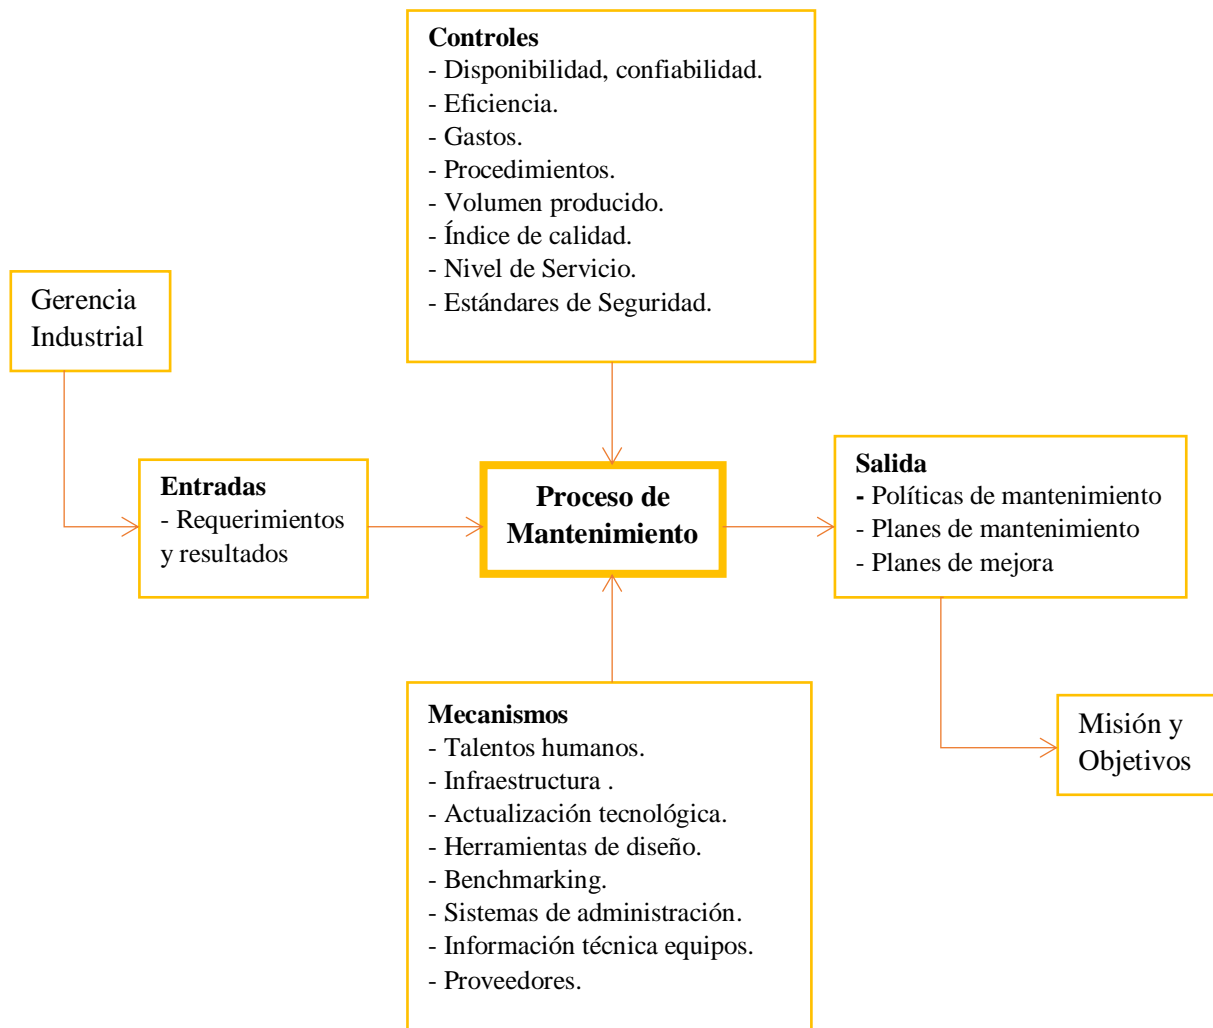 Controles
- Disponibilidad, confiabilidad.
- Eficiencia.
- Gastos.
- Procedimientos.
- Volumen producido.
- Índice de calidad.
- Nivel de Servicio.
- Estándares de Seguridad.
Gerencia
Industrial
Entradas
- Requerimientos
y resultados
Proceso de
Mantenimiento
Salida
- Políticas de mantenimiento
- Planes de mantenimiento
- Planes de mejora
Mecanismos
- Talentos humanos.
- Infraestructura .
- Actualización tecnológica.
- Herramientas de diseño.
- Benchmarking.
- Sistemas de administración.
- Información técnica equipos.
- Proveedores.
Misión y
Objetivos